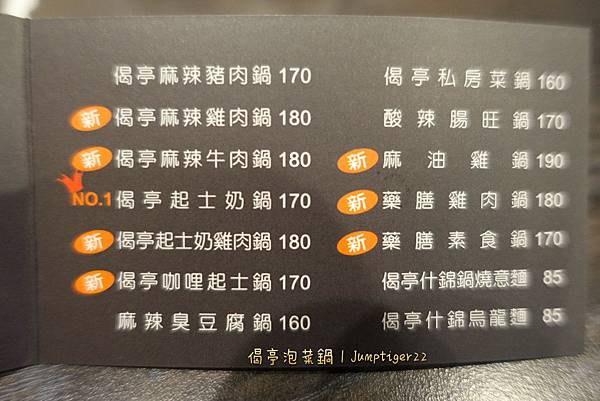 偈亭麻辣豬肉鍋 170
新 偈亭麻辣雞肉鍋 180
新 偈亭麻辣牛肉鍋 180
NO.1 偈亭起士奶鍋 170
新 偈亭起士奶雞肉鍋 180
新 偈亭咖哩起士鍋 170
麻辣臭豆腐鍋 160
偈亭私房菜鍋 160
酸辣腸旺鍋 170
新 麻油雞鍋 190
新 藥膳雞肉鍋 180
新 藥膳素食鍋 170
偈亭什錦鍋燒意麵 85
偈亭什錦烏龍麵 85
偈亭泡菜鍋 | Jumptiger22